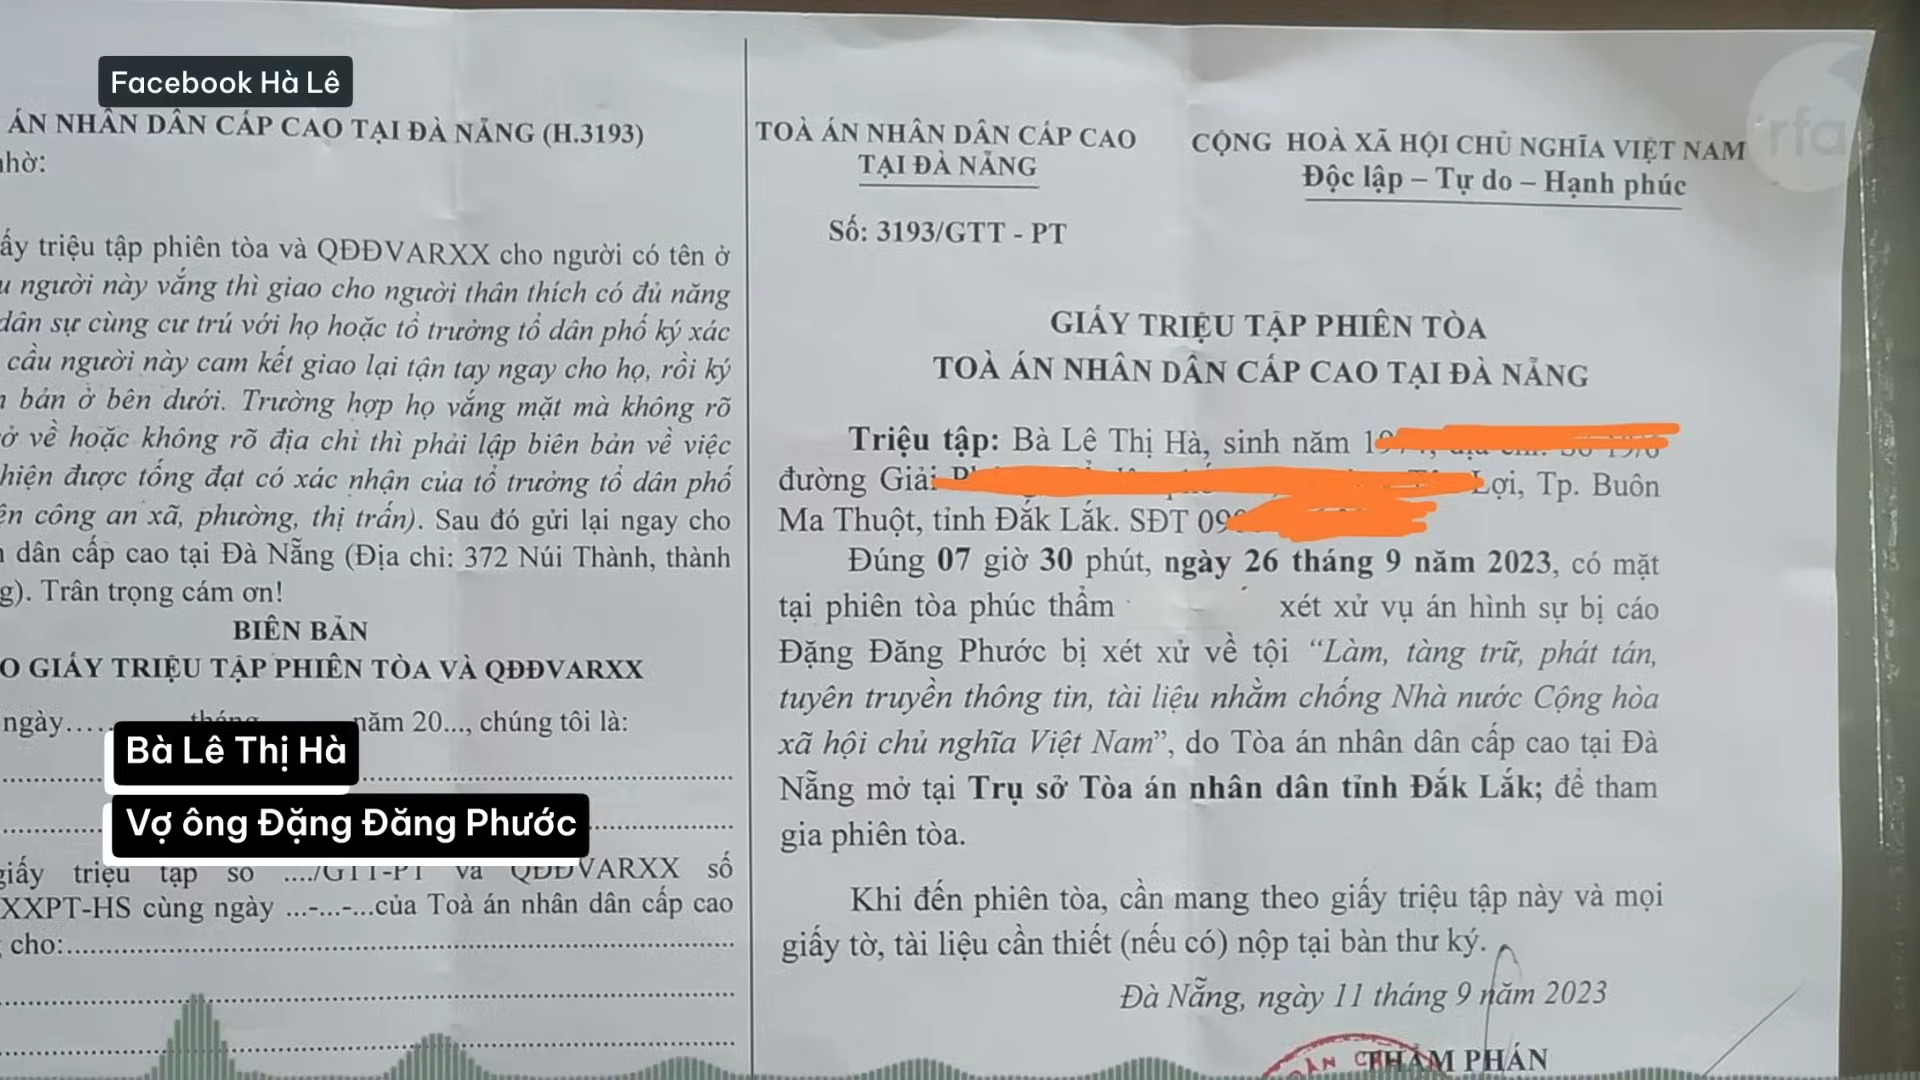 Facebook Hà Lê
ÁN NHÂN DÂN CẤP CAO TẠI ĐÀ NẴNG (H.3193)
nhờ:
ấy triệu tập phiên tòa và QĐĐVARXX cho người có tên ở
u người này vắng thì giao cho người thân thích có đủ năng
dân sự cùng cư trú với họ hoặc tổ trưởng tổ dân phố ký xác
cầu người này cam kết giao lại tận tay ngay cho họ, rồi ký
n bản ở bên dưới. Trường hợp họ vắng mặt mà không rõ
ở về hoặc không rõ địa chỉ thì phải lập biên bản về việc
hiện được tống đạt có xác nhận của tổ trưởng tổ dân phố
ện công an xã, phường, thị trấn). Sau đó gửi lại ngay cho
n dân cấp cao tại Đà Nẵng (Địa chỉ: 372 Núi Thành, thành
g). Trân trọng cám ơn!
BIÊN BẢN
O GIẤY TRIỆU TẬP PHIÊN TÒA VÀ QĐĐVARXX
ngày..... tháng năm 20..., chúng tôi là:
Bà Lê Thị Hà
Vợ ông Đặng Đăng Phước
giấy triệu tập số ..../GTT-PT và QĐĐVARXX số
XXPT-HS cùng ngày ...-...-...của Toà án nhân dân cấp cao
cho:
TOÀ ÁN NHÂN DÂN CẤP CAO
TẠI ĐÀ NẴNG
Số: 3193/GTT - PT
CỘNG HOÀ XÃ HỘI CHỦ NGHĨA VIỆT NAM
Độc lập – Tự do – Hạnh phúc
rfa
GIẤY TRIỆU TẬP PHIÊN TÒA
TOÀ ÁN NHÂN DÂN CẤP CAO TẠI ĐÀ NẴNG
Triệu tập: Bà Lê Thị Hà, sinh năm
đường Giải Lợi, Tp. Buôn
Ma Thuột, tỉnh Đắk Lắk. SĐT
Đúng 07 giờ 30 phút, ngày 26 tháng 9 năm 2023, có mặt
tại phiên tòa phúc thẩm xét xử vụ án hình sự bị cáo
Đặng Đăng Phước bị xét xử về tội “Làm, tàng trữ, phát tán,
tuyên truyền thông tin, tài liệu nhằm chống Nhà nước Cộng hòa
xã hội chủ nghĩa Việt Nam”, do Tòa án nhân dân cấp cao tại Đà
Nẵng mở tại Trụ sở Tòa án nhân dân tỉnh Đắk Lắk; để tham
gia phiên tòa.
Khi đến phiên tòa, cần mang theo giấy triệu tập này và mọi
giấy tờ, tài liệu cần thiết (nếu có) nộp tại bàn thư ký.
Đà Nẵng, ngày 11 tháng 9 năm 2023
THẨM PHÁN